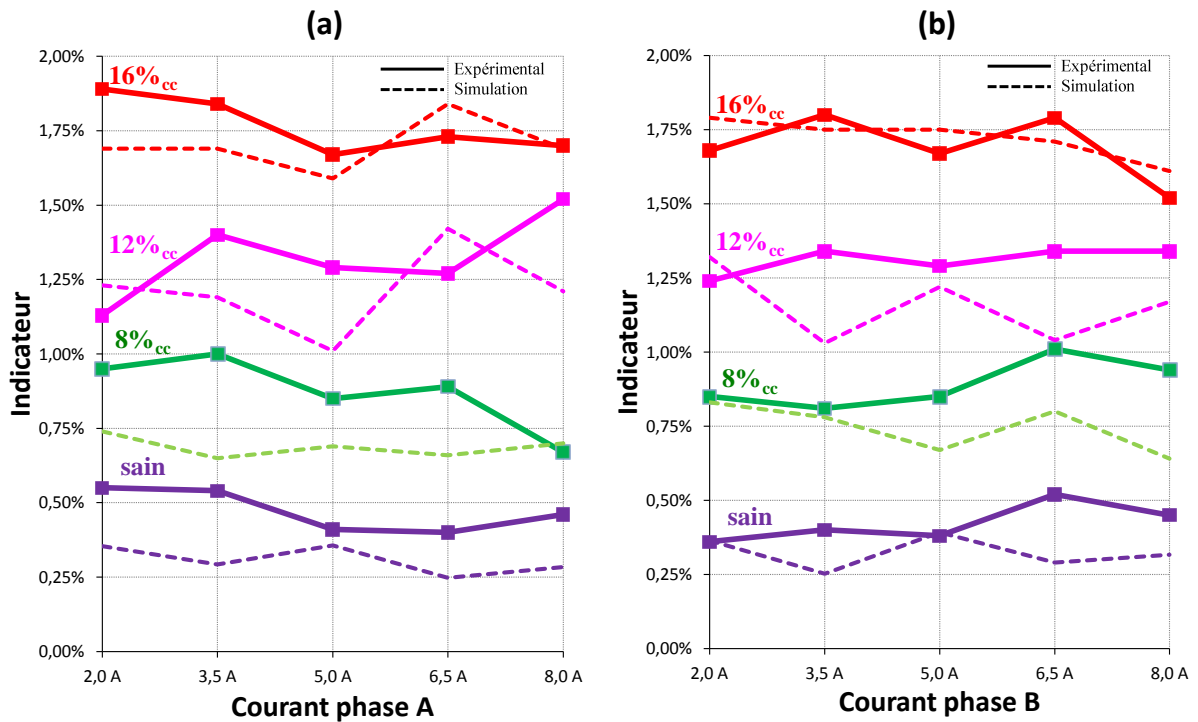 (a)
2,00%
1,75%
1,50%
1,25%
1,00%
0,75%
0,50%
0,25%
0,00%
Indicateur
16%cc
12%cc
8%cc
sain
Expérimental
Simulation
2,0 A 3,5 A 5,0 A 6,5 A 8,0 A
Courant phase A
(b)
2,00%
1,75%
1,50%
1,25%
1,00%
0,75%
0,50%
0,25%
0,00%
Indicateur
16%cc
12%cc
8%cc
sain
Expérimental
Simulation
2,0 A 3,5 A 5,0 A 6,5 A 8,0 A
Courant phase B